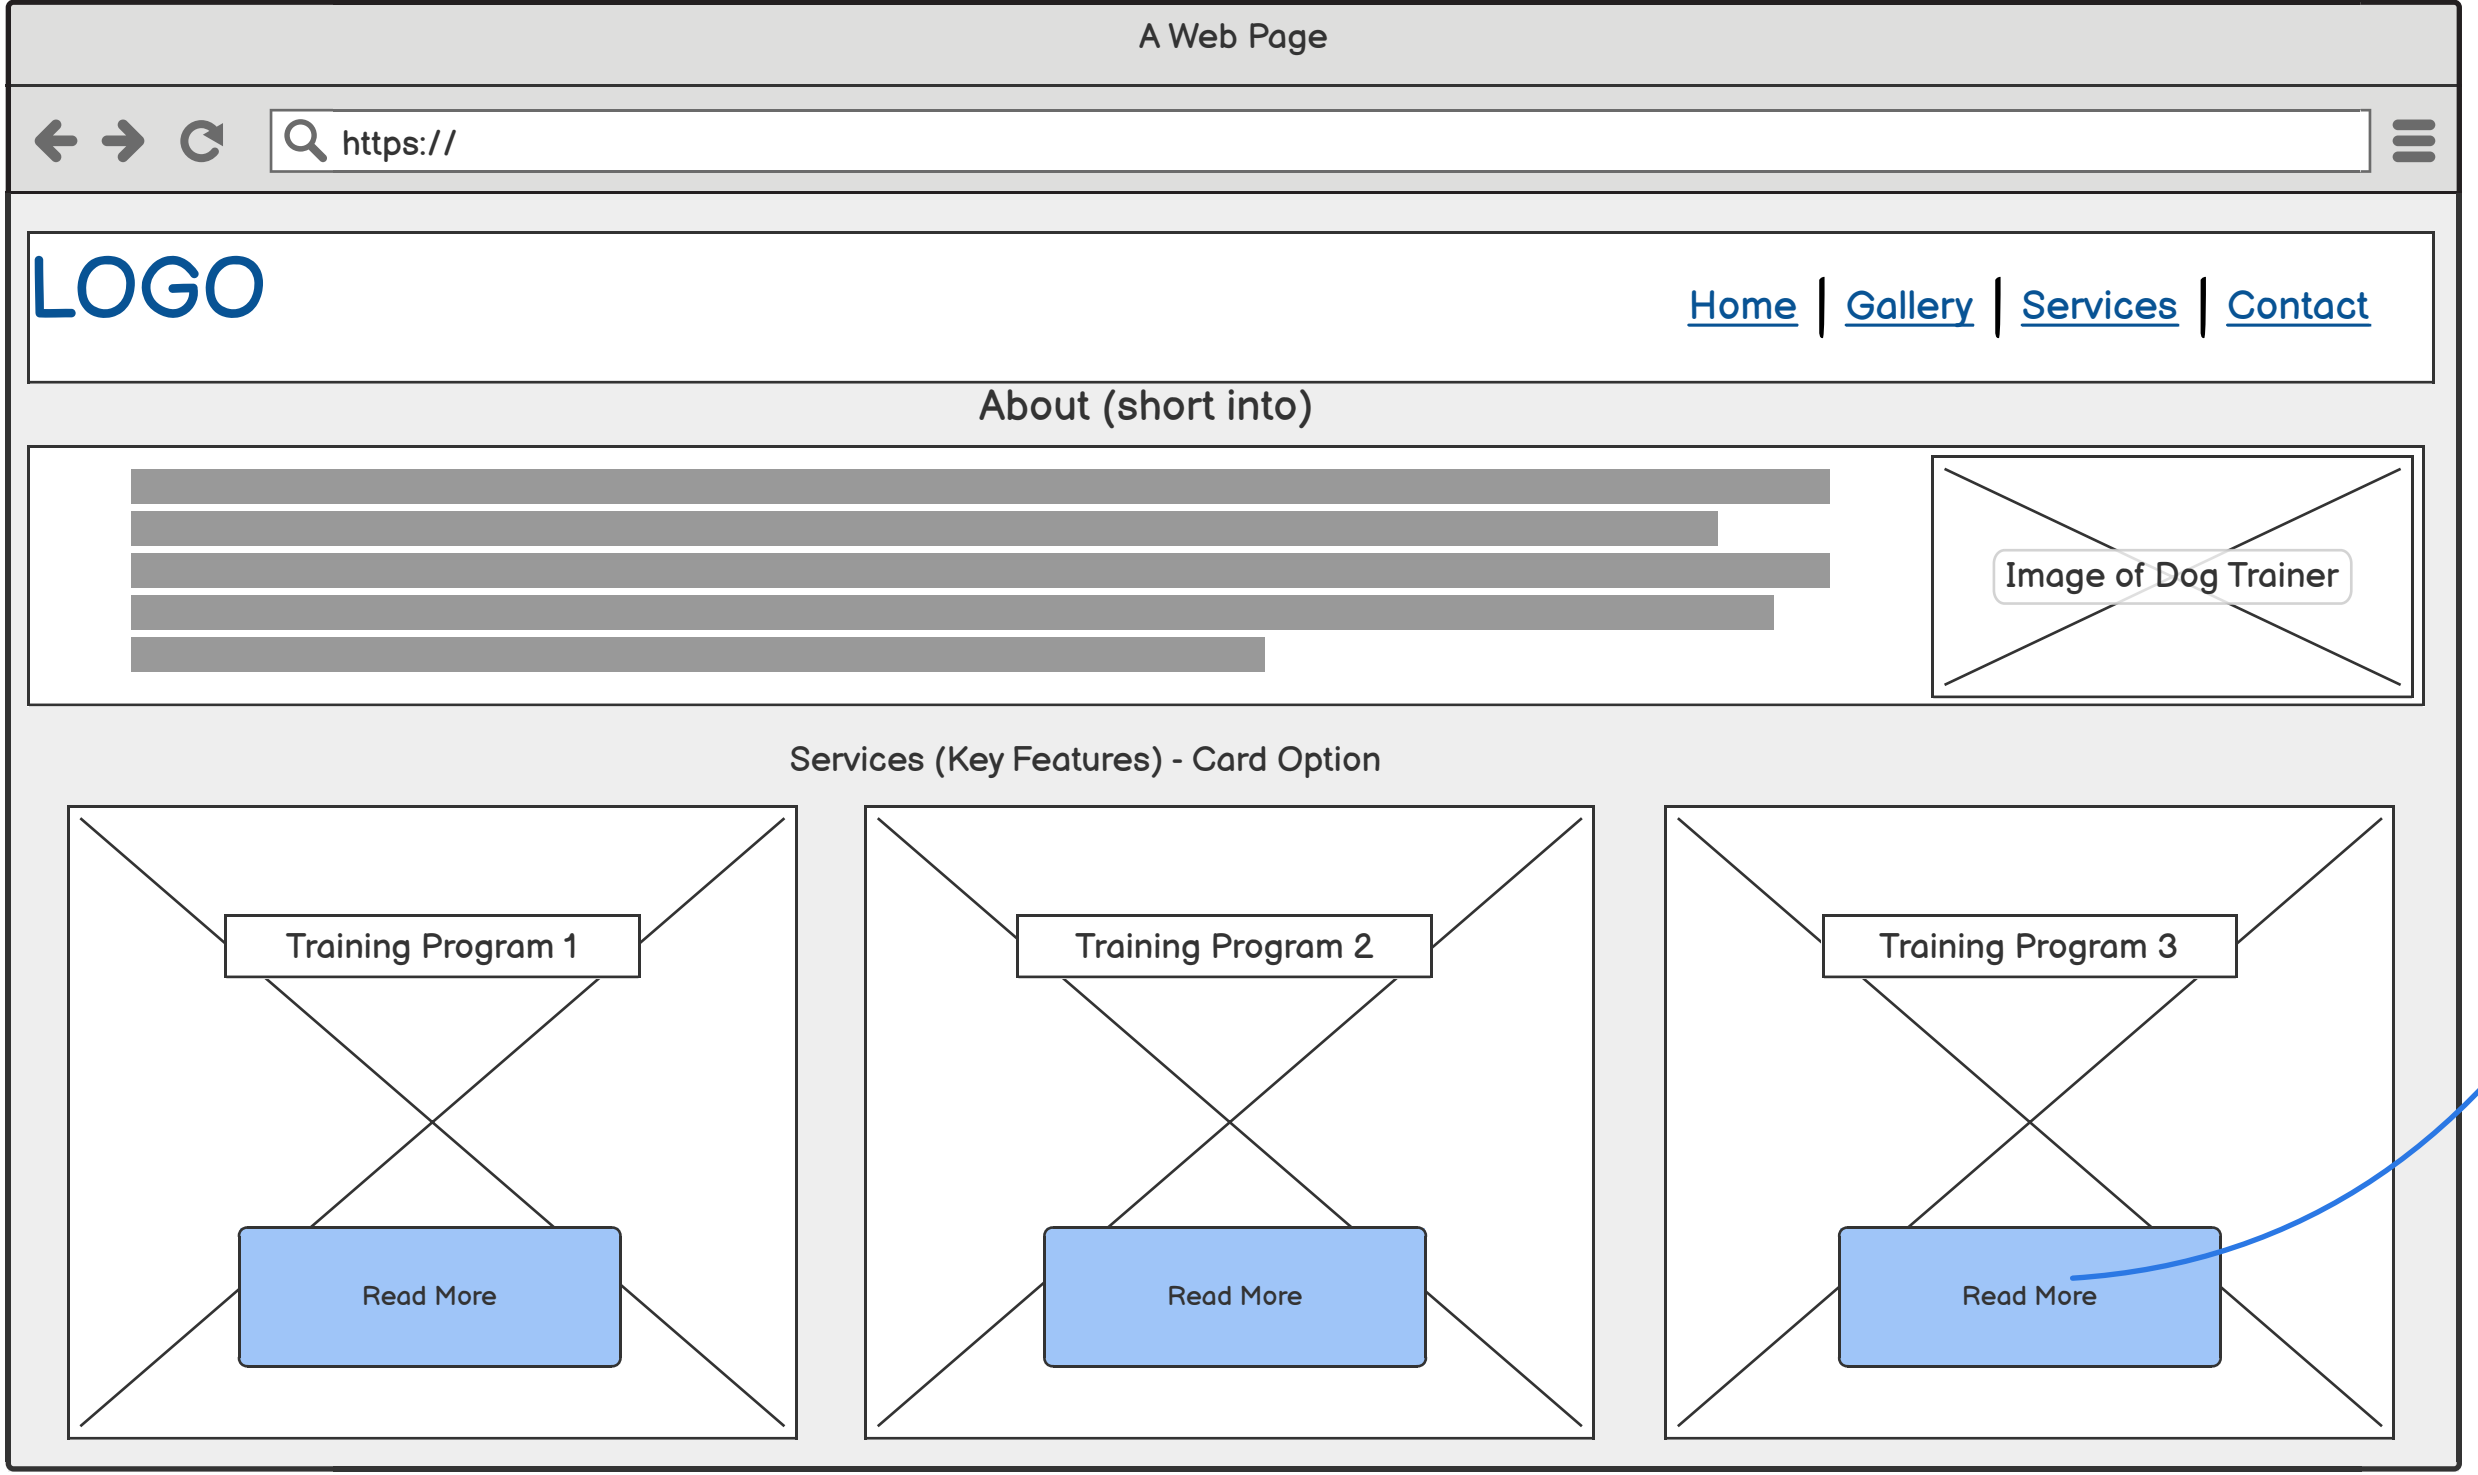 A Web Page
https://
LOGO
Home | Gallery | Services | Contact
About (short into)
Image of Dog Trainer
Services (Key Features) - Card Option
Training Program 1
Training Program 2
Training Program 3
Read More
Read More
Read More